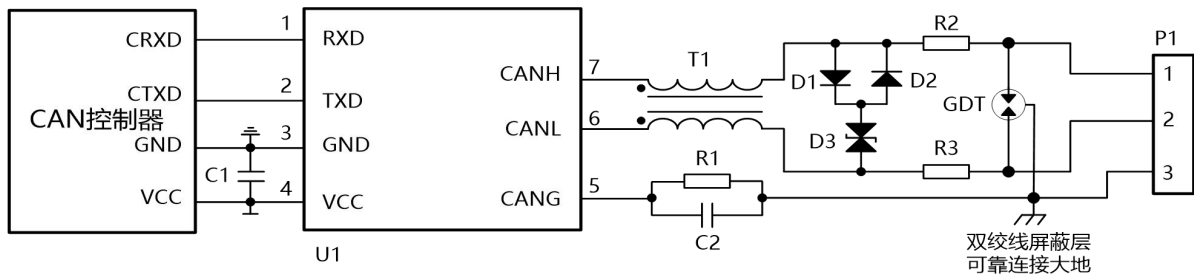 CAN控制器
CRXD
CTXD
GND
VCC
1
2
3
4
C1
RXD
TXD
GND
VCC
CANH
CANL
CANG
U1
7
6
5
T1
R1
C2
D1
D2
D3
R2
R3
GDT
P1
1
2
3
双绞线屏蔽层
可靠连接大地